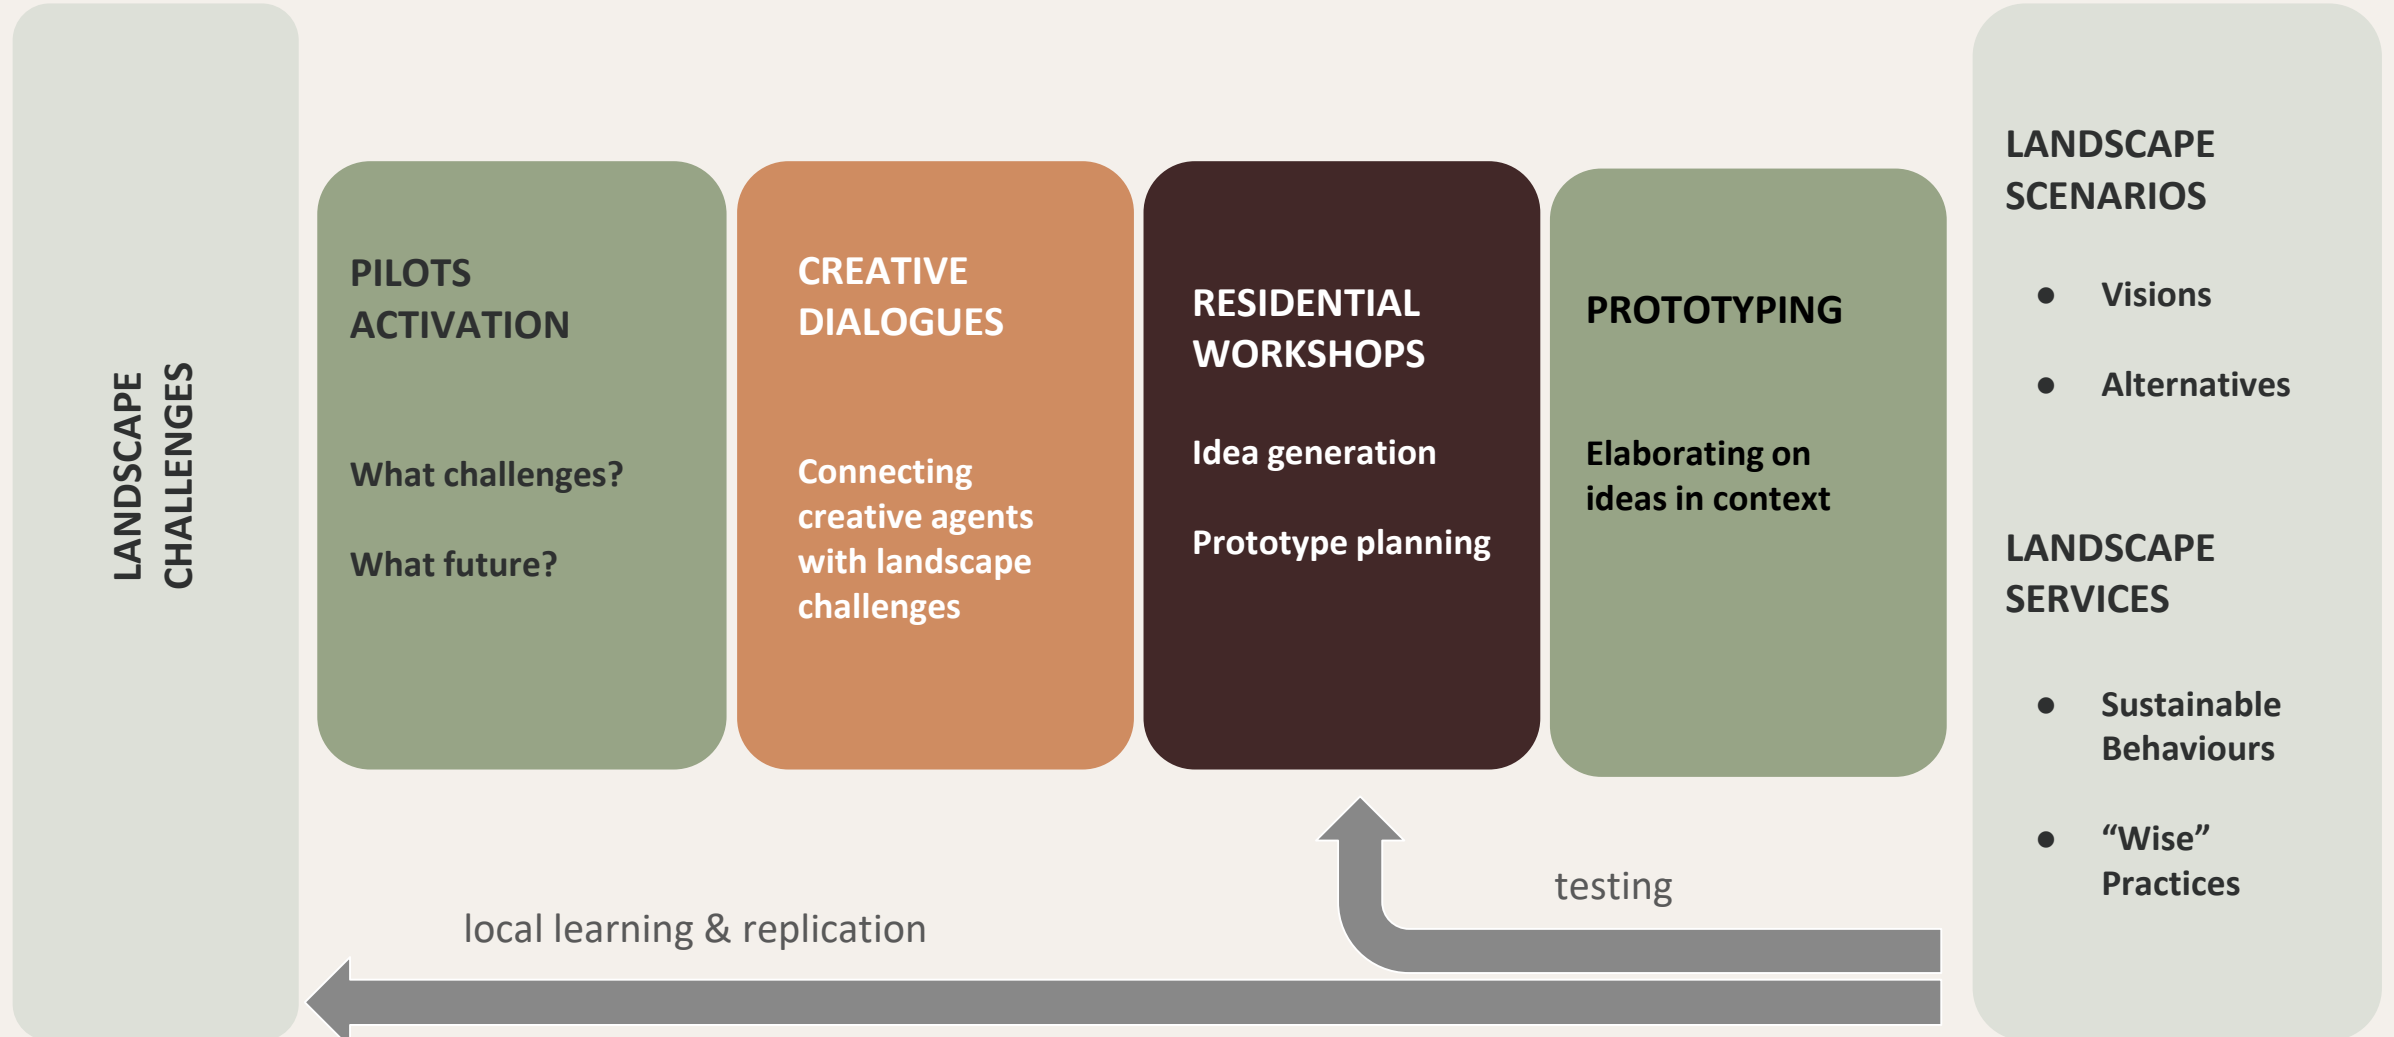 LANDSCAPE
CHALLENGES
PILOTS
ACTIVATION
What challenges?
What future?
CREATIVE
DIALOGUES
Connecting
creative agents
with landscape
challenges
RESIDENTIAL
WORKSHOPS
Idea generation
Prototype planning
PROTOTYPING
Elaborating on
ideas in context
LANDSCAPE
SCENARIOS
● Visions
● Alternatives
LANDSCAPE
SERVICES
● Sustainable
Behaviours
● “Wise”
Practices
testing
local learning & replication